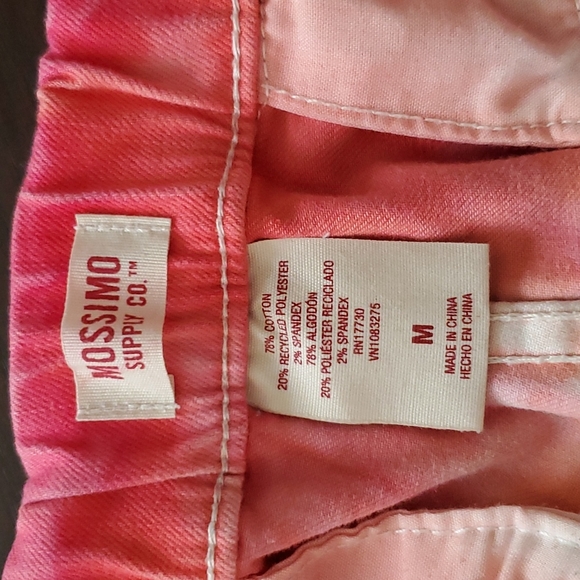 MOSSIMO
SUPPLY CO.™
78% COTTON
20% RECYCLED POLYESTER
2% SPANDEX
78% ALGODÓN
20% POLIÉSTER RECICLADO
2% SPANDEX
RN17730
VN1083275
M
MADE IN CHINA
HECHO EN CHINA